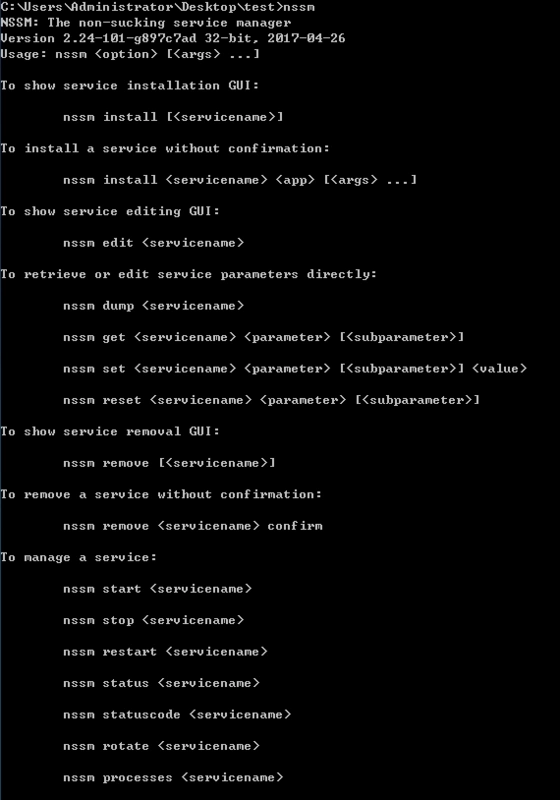 C:\Users\Administrator\Desktop\test>nssm
NSSM: The non-sucking service manager
Version 2.24-101-g897c7ad 32-bit, 2017-04-26
Usage: nssm <option> [<args> ...]
To show service installation GUI:
nssm install [<servicename>]
To install a service without confirmation:
nssm install <servicename> <app> [<args> ...]
To show service editing GUI:
nssm edit <servicename>
To retrieve or edit service parameters directly:
nssm dump <servicename>
nssm get <servicename> <parameter> [<subparameter>]
nssm set <servicename> <parameter> [<subparameter>] <value>
nssm reset <servicename> <parameter> [<subparameter>]
To show service removal GUI:
nssm remove [<servicename>]
To remove a service without confirmation:
nssm remove <servicename> confirm
To manage a service:
nssm start <servicename>
nssm stop <servicename>
nssm restart <servicename>
nssm status <servicename>
nssm statuscode <servicename>
nssm rotate <servicename>
nssm processes <servicename>